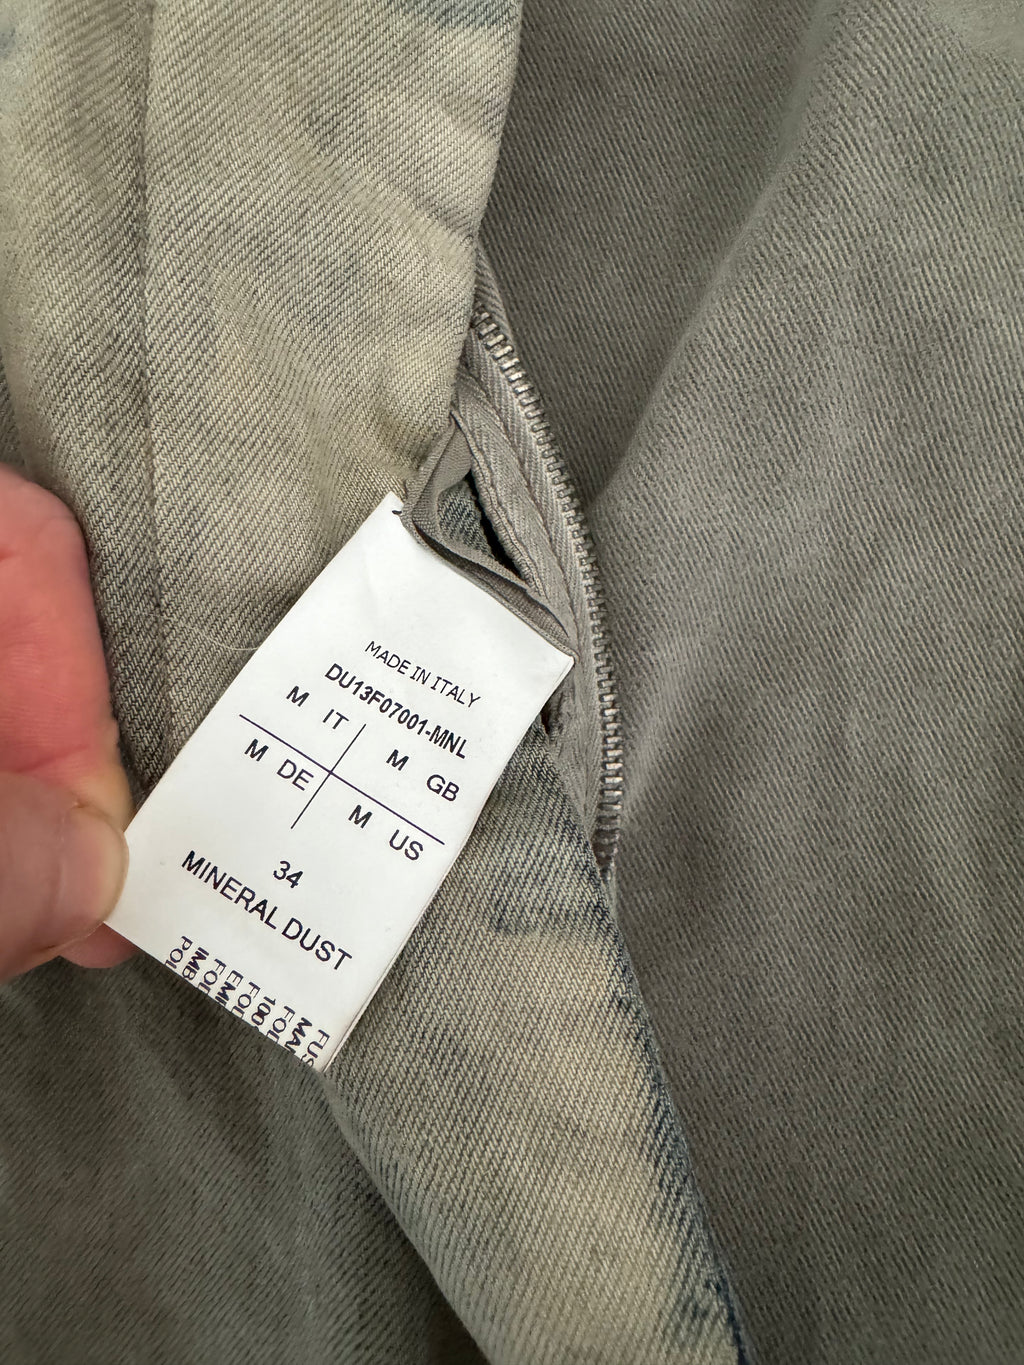 MADE IN ITALY
DU13F07001-MNL
M IT
M GB
M DE
M US
34
MINERAL DUST